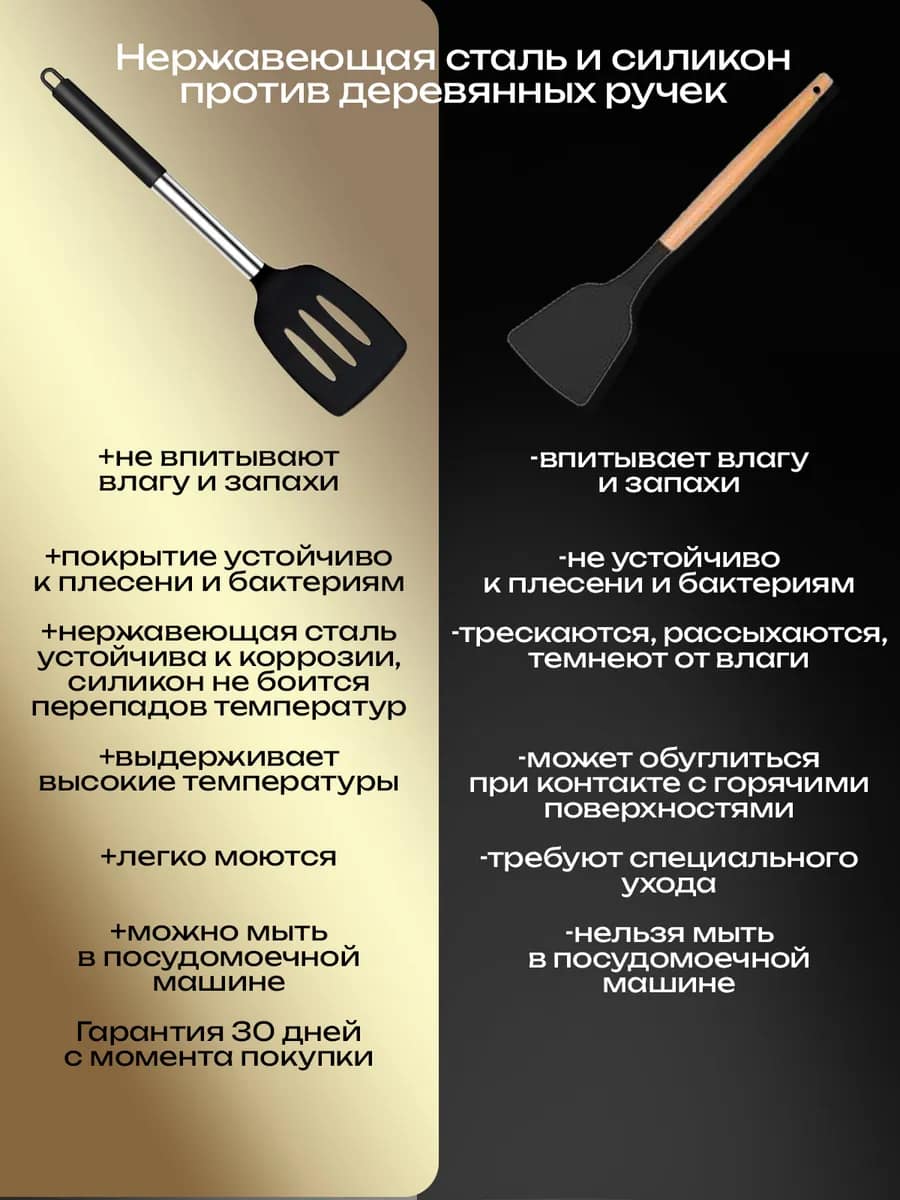 Нержавеющая сталь и силикон
против деревянных ручек
+не впитывают
влагу и запахи
+покрытие устойчиво
к плесени и бактериям
+нержавеющая сталь
устойчива к коррозии,
силикон не боится
перепадов температур
+выдерживает
высокие температуры
+легко моются
+можно мыть
в посудомоечной
машине
Гарантия 30 дней
с момента покупки
-впитывает влагу
и запахи
-не устойчиво
к плесени и бактериям
-трескаются, рассыхаются,
темнеют от влаги
-может обуглиться
при контакте с горячими
поверхностями
-требуют специального
ухода
-нельзя мыть
в посудомоечной
машине